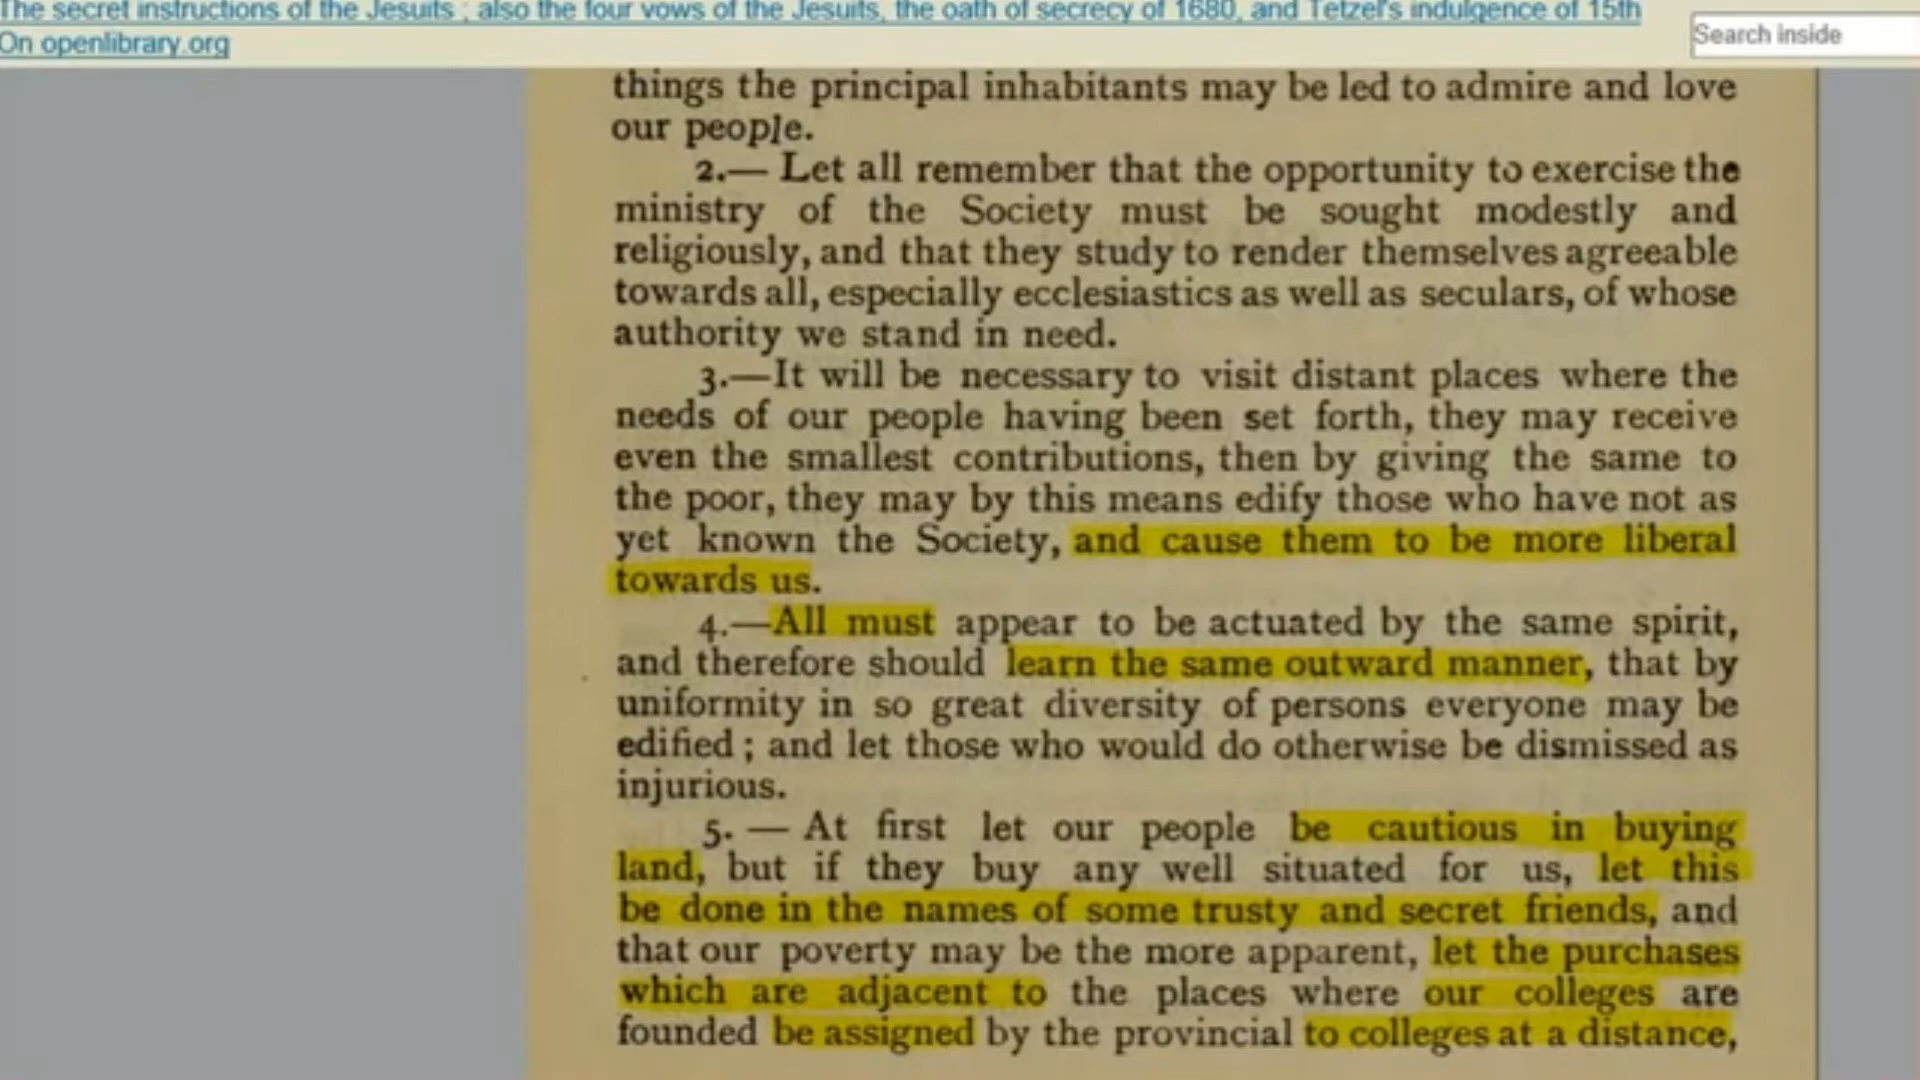 The secret instructions of the Jesuits ; also the four vows of the Jesuits, the oath of secrecy of 1680, and Tetzel's indulgence of 15th
On openlibrary.org
Search inside
things the principal inhabitants may be led to admire and love
our people.
2.— Let all remember that the opportunity to exercise the
ministry of the Society must be sought modestly and
religiously, and that they study to render themselves agreeable
towards all, especially ecclesiastics as well as seculars, of whose
authority we stand in need.
3.—It will be necessary to visit distant places where the
needs of our people having been set forth, they may receive
even the smallest contributions, then by giving the same to
the poor, they may by this means edify those who have not as
yet known the Society, and cause them to be more liberal
towards us.
4.—All must appear to be actuated by the same spirit,
and therefore should learn the same outward manner, that by
uniformity in so great diversity of persons everyone may be
edified ; and let those who would do otherwise be dismissed as
injurious.
5. — At first let our people be cautious in buying
land, but if they buy any well situated for us, let this
be done in the names of some trusty and secret friends, and
that our poverty may be the more apparent, let the purchases
which are adjacent to the places where our colleges are
founded be assigned by the provincial to colleges at a distance,